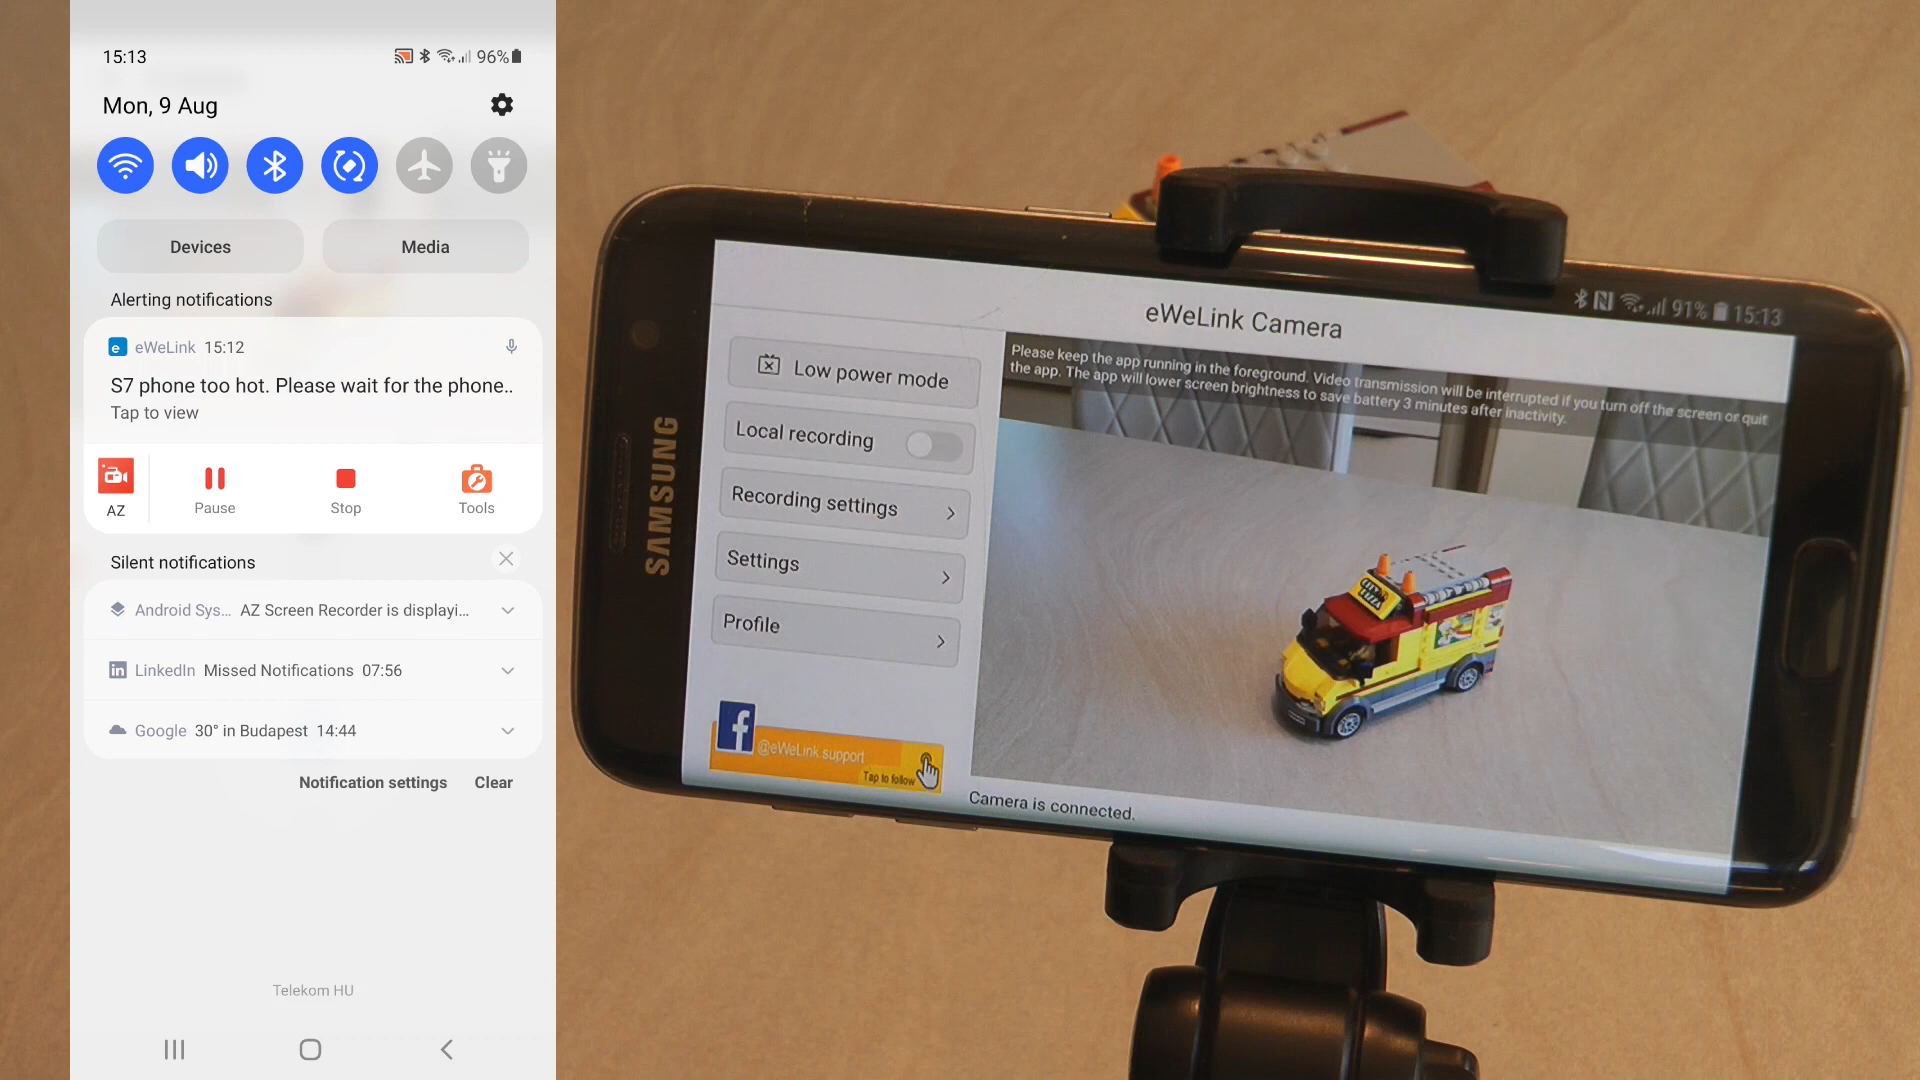 15:13
96%
Mon, 9 Aug
Devices
Media
Alerting notifications
eWeLink 15:12
S7 phone too hot. Please wait for the phone..
Tap to view
AZ
Pause
Stop
Tools
Silent notifications
Android Sys... AZ Screen Recorder is displayi...
LinkedIn Missed Notifications 07:56
Google 30° in Budapest 14:44
Notification settings
Clear
Telekom HU
SAMSUNG
91% 15:13
eWeLink Camera
Low power mode
Local recording
Recording settings
Settings
Profile
@eWeLink support
Tap to follow
Please keep the app running in the foreground. Video transmission will be interrupted if you turn off the screen or quit
the app. The app will lower screen brightness to save battery 3 minutes after inactivity.
Camera is connected.